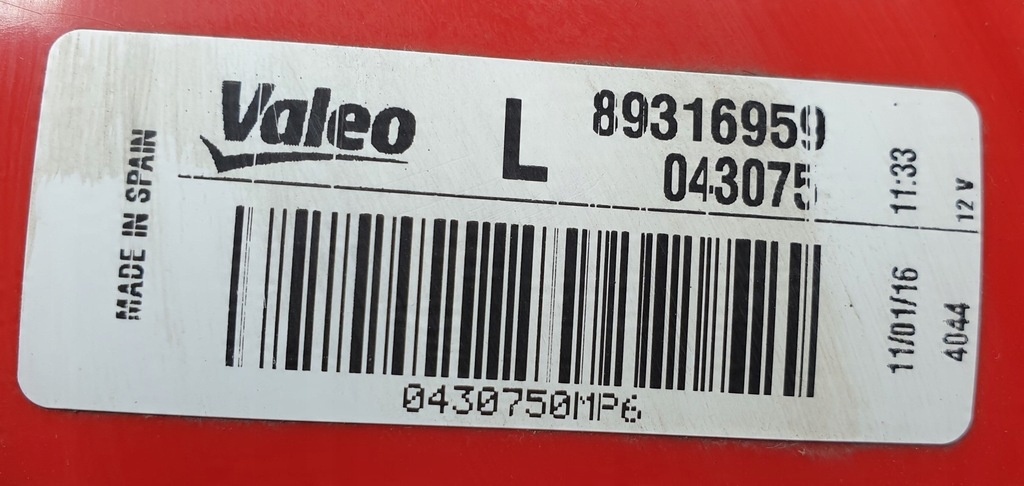 Valeo
L
89316959
043075
MADE IN SPAIN
11:33
12 V
11/01/16
4044
0430750MP6